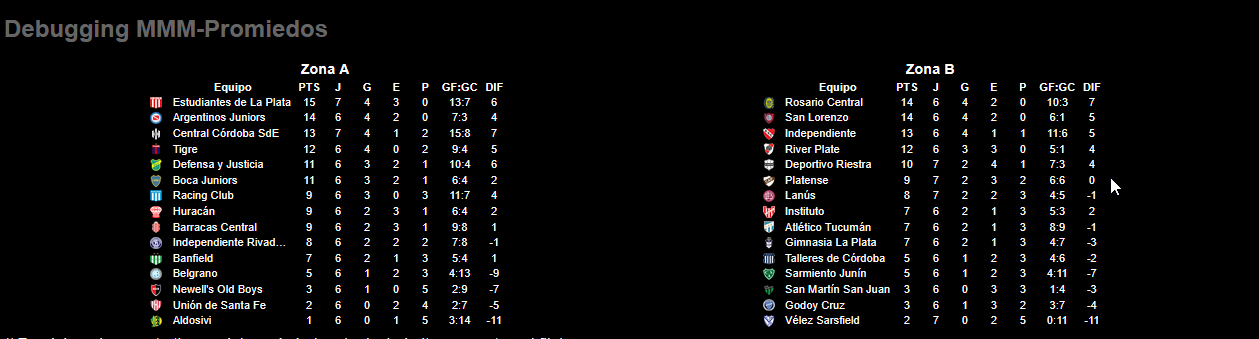 Debugging MMM-Promiedos
Zona A
Equipo PTS J G E P GF:GC DIF
Estudiantes de La Plata 15 7 4 3 0 13:7 6
Argentinos Juniors 14 6 4 2 0 7:3 4
Central Córdoba SdE 13 7 4 1 2 15:8 7
Tigre 12 6 4 0 2 9:4 5
Defensa y Justicia 11 6 3 2 1 10:4 6
Boca Juniors 11 6 3 2 1 6:4 2
Racing Club 9 6 3 0 3 11:7 4
Huracán 9 6 2 3 1 6:4 2
Barracas Central 9 6 2 3 1 9:8 1
Independiente Rivad... 8 6 2 2 2 7:8 -1
Banfield 7 6 2 1 3 5:4 1
Belgrano 5 6 1 2 3 4:13 -9
Newell's Old Boys 3 6 1 0 5 2:9 -7
Unión de Santa Fe 2 6 0 2 4 2:7 -5
Aldosivi 1 6 0 1 5 3:14 -11
Zona B
Equipo PTS J G E P GF:GC DIF
Rosario Central 14 6 4 2 0 10:3 7
San Lorenzo 14 6 4 2 0 6:1 5
Independiente 13 6 4 1 1 11:6 5
River Plate 12 6 3 3 0 5:1 4
Deportivo Riestra 10 7 2 4 1 7:3 4
Platense 9 7 2 3 2 6:6 0
Lanús 8 7 2 2 3 4:5 -1
Instituto 7 6 2 1 3 5:3 2
Atlético Tucumán 7 6 2 1 3 8:9 -1
Gimnasia La Plata 7 6 2 1 3 4:7 -3
Talleres de Córdoba 5 6 1 2 3 4:6 -2
Sarmiento Junín 5 6 1 2 3 4:11 -7
San Martín San Juan 3 6 0 3 3 1:4 -3
Godoy Cruz 3 6 1 3 2 3:7 -4
Vélez Sarsfield 2 7 0 2 5 0:11 -11